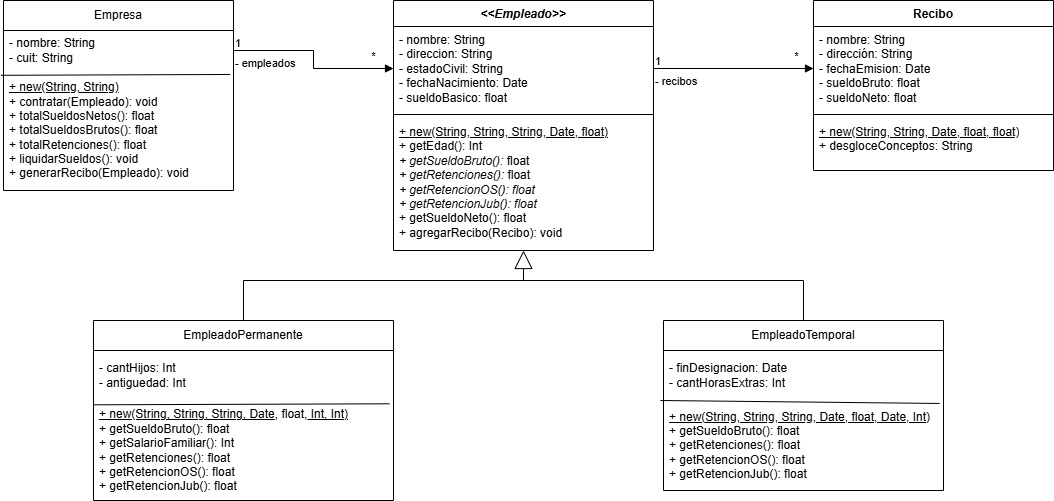 Empresa
- nombre: String
- cuit: String
+ new(String, String)
+ contratar(Empleado): void
+ totalSueldosNetos(): float
+ totalSueldosBrutos(): float
+ totalRetenciones(): float
+ liquidarSueldos(): void
+ generarRecibo(Empleado): void
1
*
- empleados
<<Empleado>>
- nombre: String
- direccion: String
- estadoCivil: String
- fechaNacimiento: Date
- sueldoBasico: float
+ new(String, String, String, Date, float)
+ getEdad(): Int
+ getSueldoBruto(): float
+ getRetenciones(): float
+ getRetencionOS(): float
+ getRetencionJub(): float
+ getSueldoNeto(): float
+ agregarRecibo(Recibo): void
1
*
- recibos
Recibo
- nombre: String
- dirección: String
- fechaEmision: Date
- sueldoBruto: float
- sueldoNeto: float
+ new(String, String, Date, float, float)
+ desgloceConceptos: String
EmpleadoPermanente
- cantHijos: Int
- antiguedad: Int
+ new(String, String, String, Date, float, Int, Int)
+ getSueldoBruto(): float
+ getSalarioFamiliar(): Int
+ getRetenciones(): float
+ getRetencionOS(): float
+ getRetencionJub(): float
EmpleadoTemporal
- finDesignacion: Date
- cantHorasExtras: Int
+ new(String, String, String, Date, float, Date, Int)
+ getSueldoBruto(): float
+ getRetenciones(): float
+ getRetencionOS(): float
+ getRetencionJub(): float